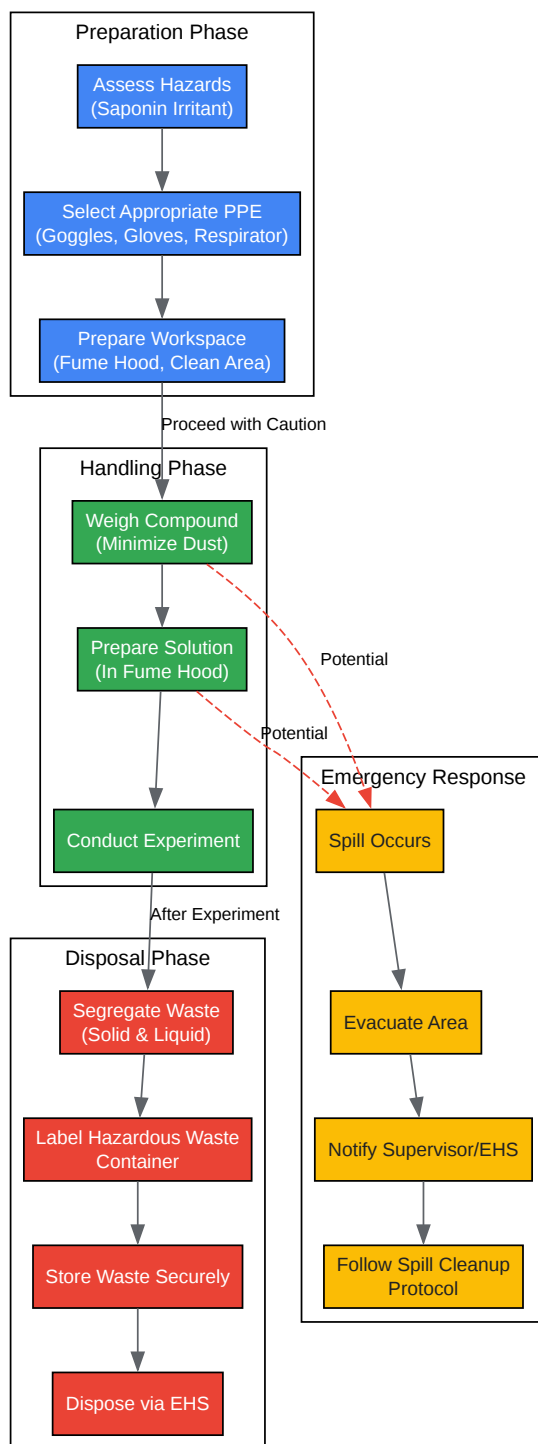 Preparation Phase
Assess Hazards
(Saponin Irritant)
Select Appropriate PPE
(Goggles, Gloves, Respirator)
Prepare Workspace
(Fume Hood, Clean Area)
Proceed with Caution
Handling Phase
Weigh Compound
(Minimize Dust)
Prepare Solution
(In Fume Hood)
Potential
Potential
Conduct Experiment
After Experiment
Emergency Response
Spill Occurs
Evacuate Area
Notify Supervisor/EHS
Follow Spill Cleanup
Protocol
Disposal Phase
Segregate Waste
(Solid & Liquid)
Label Hazardous Waste
Container
Store Waste Securely
Dispose via EHS